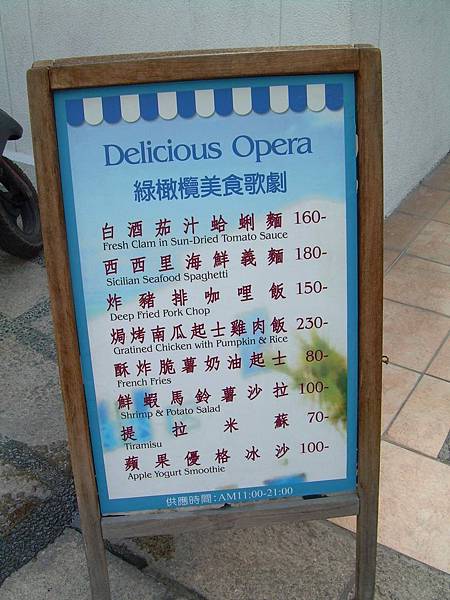 Delicious Opera
綠橄欖美食歌劇
白酒茄汁蛤蜊麵 160-
Fresh Clam in Sun-Dried Tomato Sauce
西西里海鮮義麵 180-
Sicilian Seafood Spaghetti
炸豬排咖哩飯 150-
Deep Fried Pork Chop
焗烤南瓜起士雞肉飯 230-
Gratined Chicken with Pumpkin & Rice
酥炸脆薯奶油起士 80-
French Fries
鮮蝦馬鈴薯沙拉 100-
Shrimp & Potato Salad
提拉米蘇 70-
Tiramisu
蘋果優格冰沙 100-
Apple Yogurt Smoothie
供應時間:AM11:00-21:00